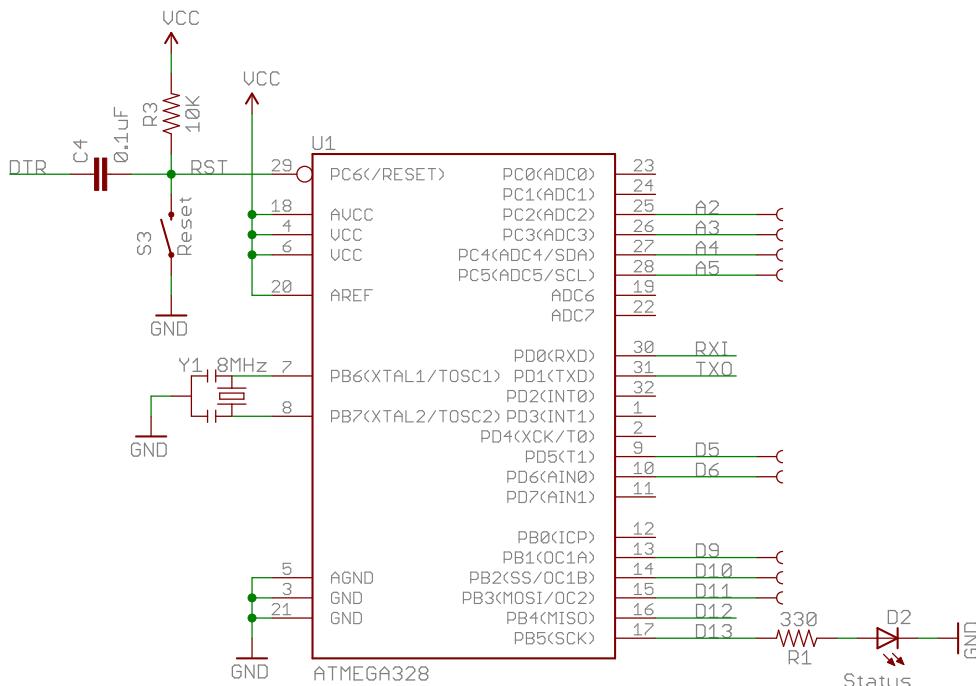 VCC
VCC
R3
10K
C4
0.1uF
DTR
RST
S3
Reset
GND
Y1 8MHz
GND
GND
U1
29 PC6(/RESET)
18 AVCC
4 VCC
6 VCC
20 AREF
7 PB6(XTAL1/TOSC1)
8 PB7(XTAL2/TOSC2)
5 AGND
3 GND
21 GND
PC0(ADC0) 23
PC1(ADC1) 24
PC2(ADC2) 25 A2
PC3(ADC3) 26 A3
PC4(ADC4/SDA) 27 A4
PC5(ADC5/SCL) 28 A5
ADC6 19
ADC7 22
PD0(RXD) 30 RXI
PD1(TXD) 31 TXO
PD2(INT0) 32
PD3(INT1) 1
PD4(XCK/T0) 2
PD5(T1) 9 D5
PD6(AIN0) 10 D6
PD7(AIN1) 11
PB0(ICP) 12
PB1(OC1A) 13 D9
PB2(SS/OC1B) 14 D10
PB3(MOSI/OC2) 15 D11
PB4(MISO) 16 D12
PB5(SCK) 17 D13
ATMEGA328
330
R1
D2
Status
GND